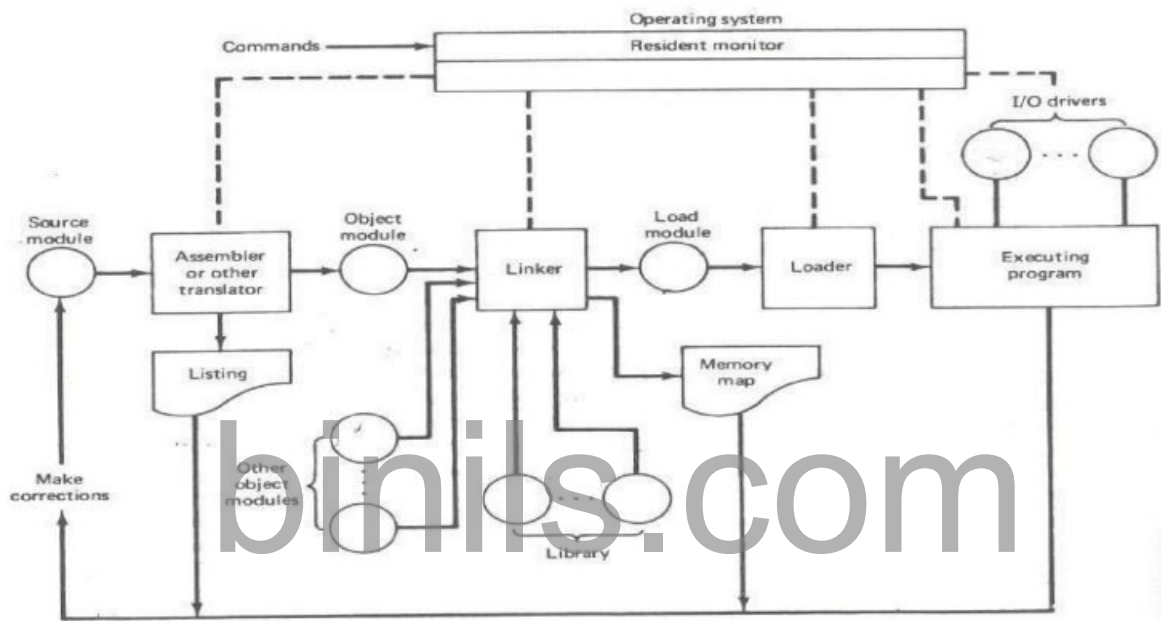 Operating system
Commands
Resident monitor
I/O drivers
Source
module
Object
module
Load
module
Assembler
or other
translator
Linker
Loader
Executing
program
Listing
Memory
map
Other
object
modules
Make
corrections
Library
binils.com